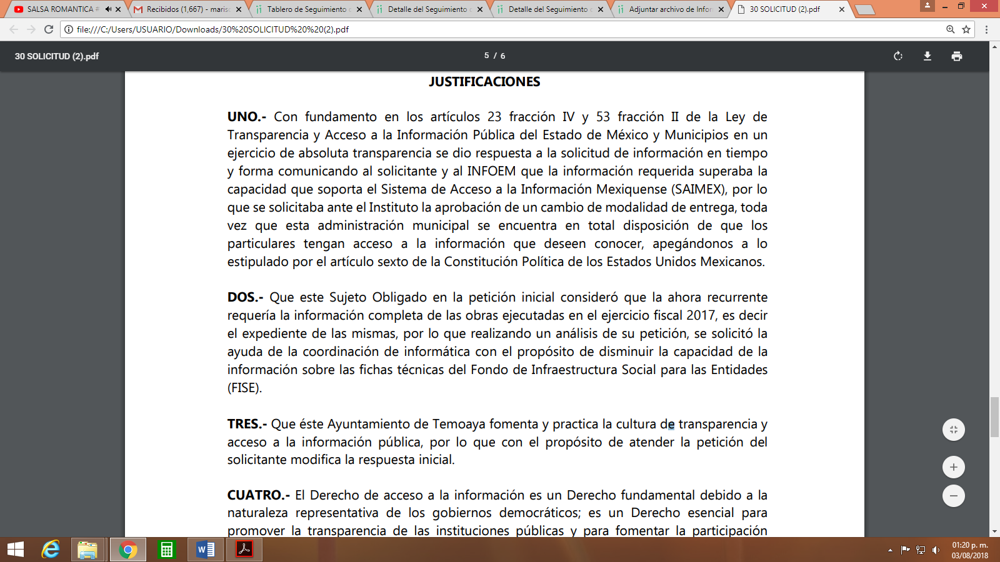 SALSA ROMANTICA
Recibidos (1,667) - maris
Tablero de Seguimiento
Detalle del Seguimiento
Detalle del Seguimiento
Adjuntar archivo de Infor
30 SOLICITUD (2).pdf
file:///C:/Users/USUARIO/Downloads/30%20SOLICITUD%20%20(2).pdf
30 SOLICITUD (2).pdf
5 / 6
JUSTIFICACIONES
UNO.- Con fundamento en los artículos 23 fracción IV y 53 fracción II de la Ley de
Transparencia y Acceso a la Información Pública del Estado de México y Municipios en un
ejercicio de absoluta transparencia se dio respuesta a la solicitud de información en tiempo
y forma comunicando al solicitante y al INFOEM que la información requerida superaba la
capacidad que soporta el Sistema de Acceso a la Información Mexiquense (SAIMEX), por lo
que se solicitaba ante el Instituto la aprobación de un cambio de modalidad de entrega, toda
vez que esta administración municipal se encuentra en total disposición de que los
particulares tengan acceso a la información que deseen conocer, apegándonos a lo
estipulado por el artículo sexto de la Constitución Política de los Estados Unidos Mexicanos.
DOS.- Que este Sujeto Obligado en la petición inicial consideró que la ahora recurrente
requería la información completa de las obras ejecutadas en el ejercicio fiscal 2017, es decir
el expediente de las mismas, por lo que realizando un análisis de su petición, se solicitó la
ayuda de la coordinación de informática con el propósito de disminuir la capacidad de la
información sobre las fichas técnicas del Fondo de Infraestructura Social para las Entidades
(FISE).
TRES.- Que éste Ayuntamiento de Temoaya fomenta y practica la cultura de transparencia y
acceso a la información pública, por lo que con el propósito de atender la petición del
solicitante modifica la respuesta inicial.
CUATRO.- El Derecho de acceso a la información es un Derecho fundamental debido a la
naturaleza representativa de los gobiernos democráticos; es un Derecho esencial para
promover la transparencia de las instituciones públicas y para fomentar la participación
01:20 p. m.
03/08/2018